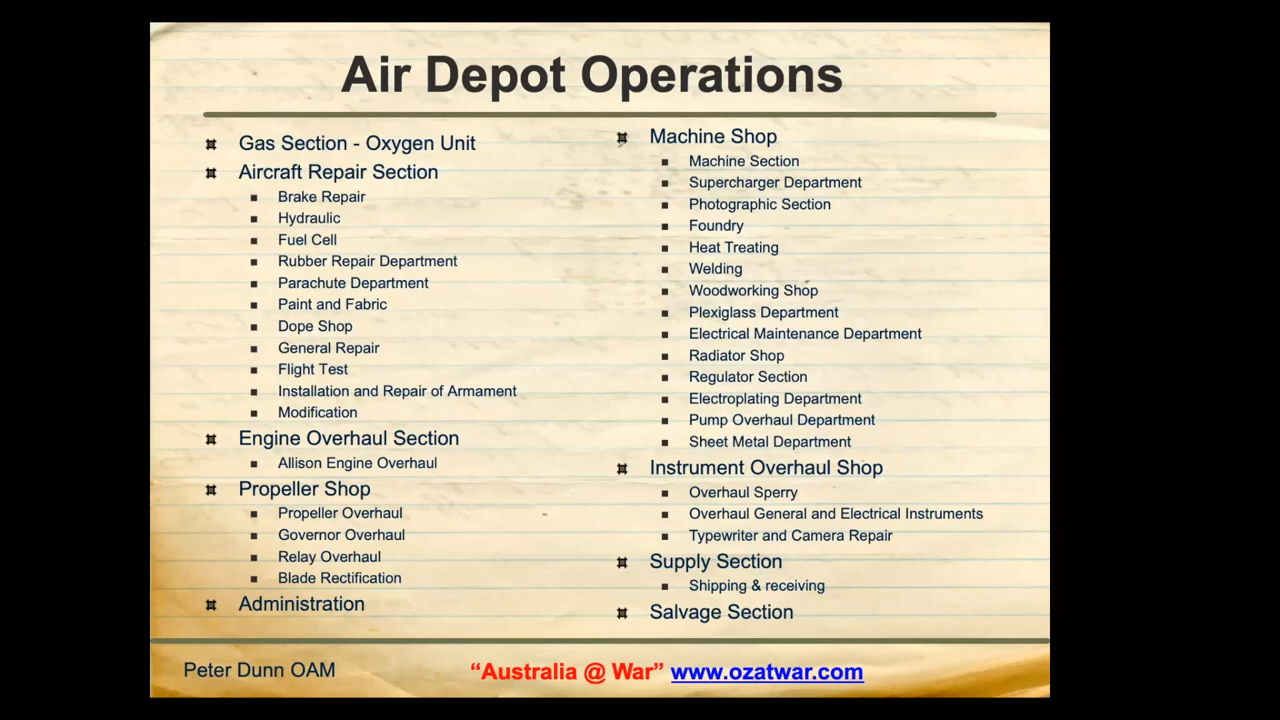 Air Depot Operations
Gas Section - Oxygen Unit
Aircraft Repair Section
Brake Repair
Hydraulic
Fuel Cell
Rubber Repair Department
Parachute Department
Paint and Fabric
Dope Shop
General Repair
Flight Test
Installation and Repair of Armament
Modification
Engine Overhaul Section
Allison Engine Overhaul
Propeller Shop
Propeller Overhaul
Governor Overhaul
Relay Overhaul
Blade Rectification
Administration
Machine Shop
Machine Section
Supercharger Department
Photographic Section
Foundry
Heat Treating
Welding
Woodworking Shop
Plexiglass Department
Electrical Maintenance Department
Radiator Shop
Regulator Section
Electroplating Department
Pump Overhaul Department
Sheet Metal Department
Instrument Overhaul Shop
Overhaul Sperry
Overhaul General and Electrical Instruments
Typewriter and Camera Repair
Supply Section
Shipping & receiving
Salvage Section
Peter Dunn OAM
“Australia @ War” www.ozatwar.com